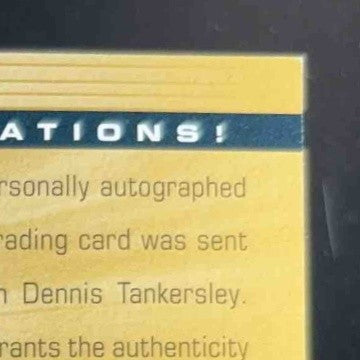 ATIONS!
rsonally autographed
rading card was sent
n Dennis Tankersley.
rants the authenticity